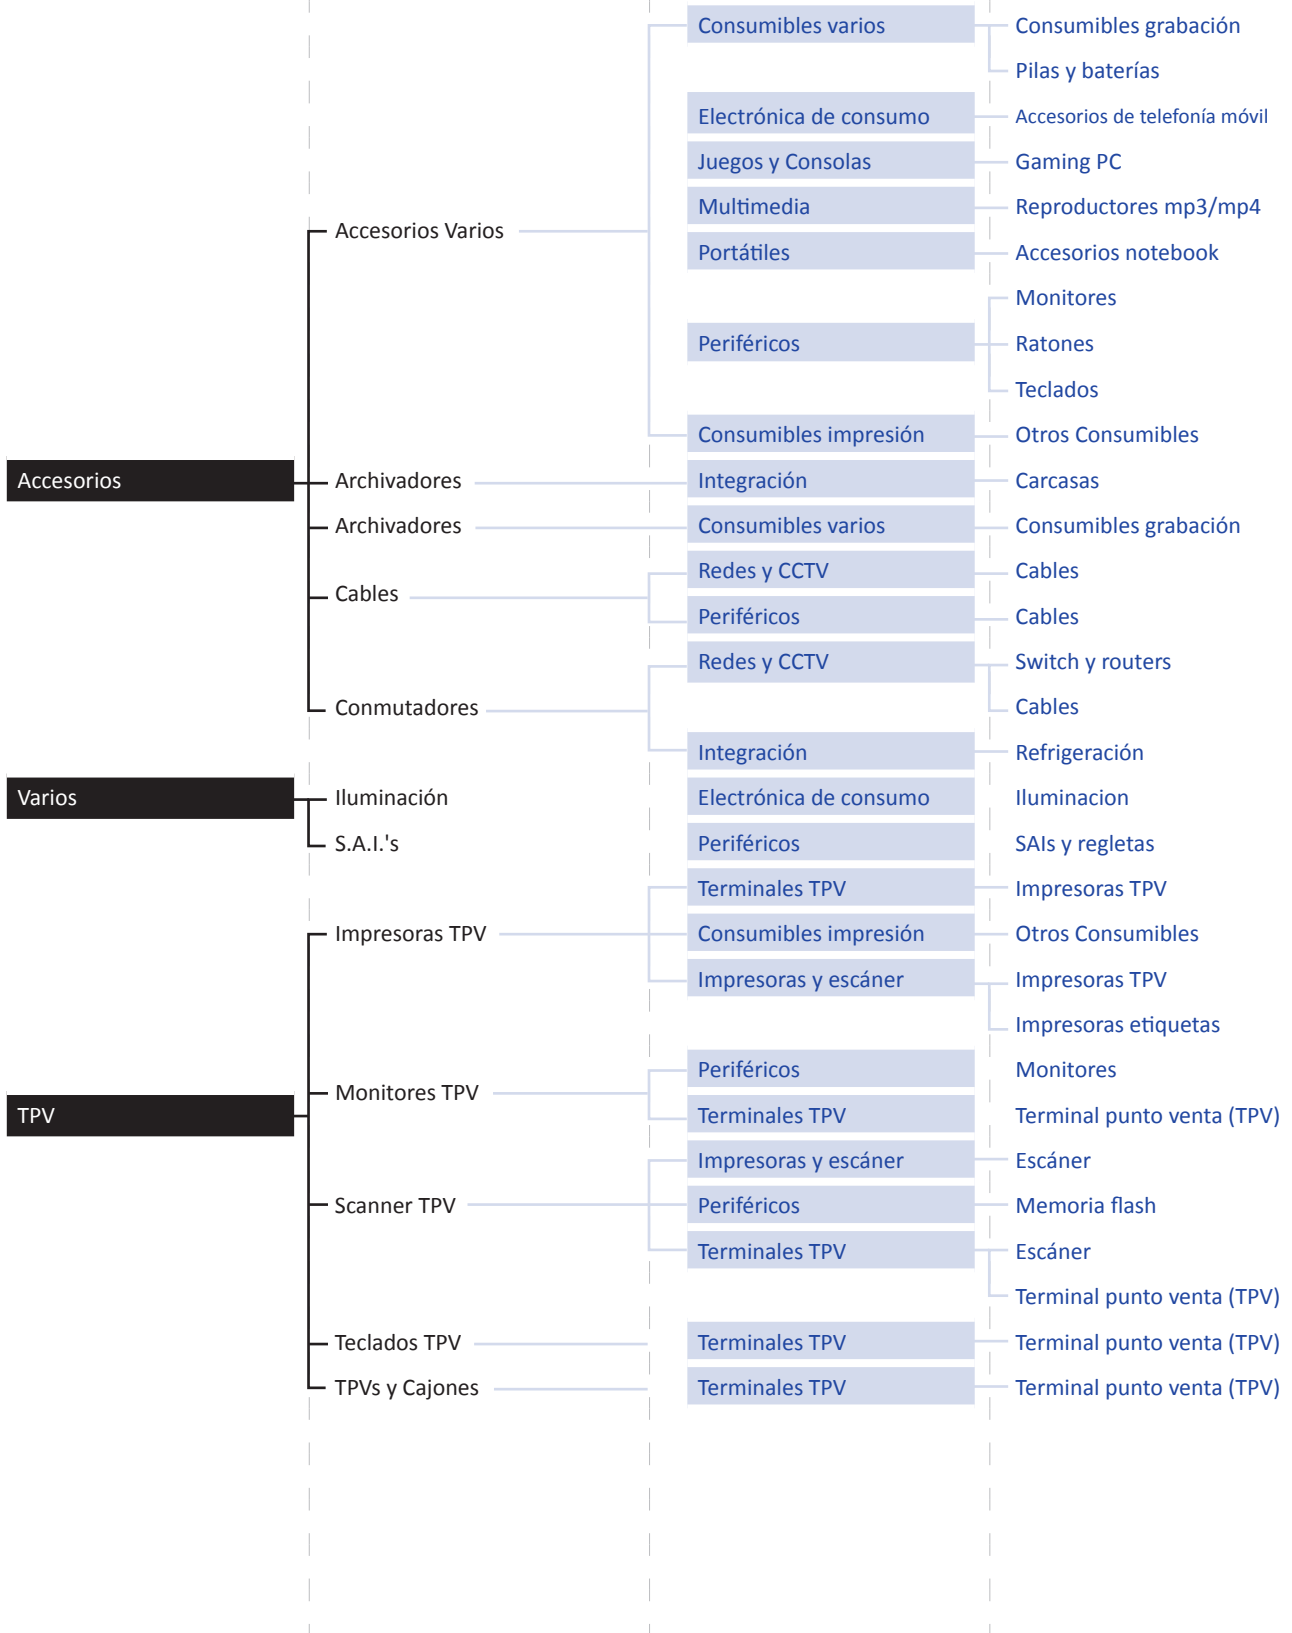 Consumibles varios Consumibles grabación
Pilas y baterías
Electrónica de consumo Accesorios de telefonía móvil
Juegos y Consolas Gaming PC
Multimedia Reproductores mp3/mp4
Accesorios Varios
Portátiles Accesorios notebook
Monitores
Periféricos Ratones
Teclados
Consumibles impresión Otros Consumibles
Accesorios Archivadores Integración Carcasas
Archivadores Consumibles varios Consumibles grabación
Redes y CCTV Cables
Cables
Periféricos Cables
Redes y CCTV Switch y routers
Conmutadores Cables
Integración Refrigeración
Varios Iluminación Electrónica de consumo Iluminacion
S.A.I.'s Periféricos SAIs y regletas
Terminales TPV Impresoras TPV
Impresoras TPV Consumibles impresión Otros Consumibles
Impresoras y escáner Impresoras TPV
Impresoras etiquetas
Periféricos Monitores
Monitores TPV
TPV Terminales TPV Terminal punto venta (TPV)
Impresoras y escáner Escáner
Scanner TPV Periféricos Memoria flash
Terminales TPV Escáner
Terminal punto venta (TPV)
Teclados TPV Terminales TPV Terminal punto venta (TPV)
TPVs y Cajones Terminales TPV Terminal punto venta (TPV)